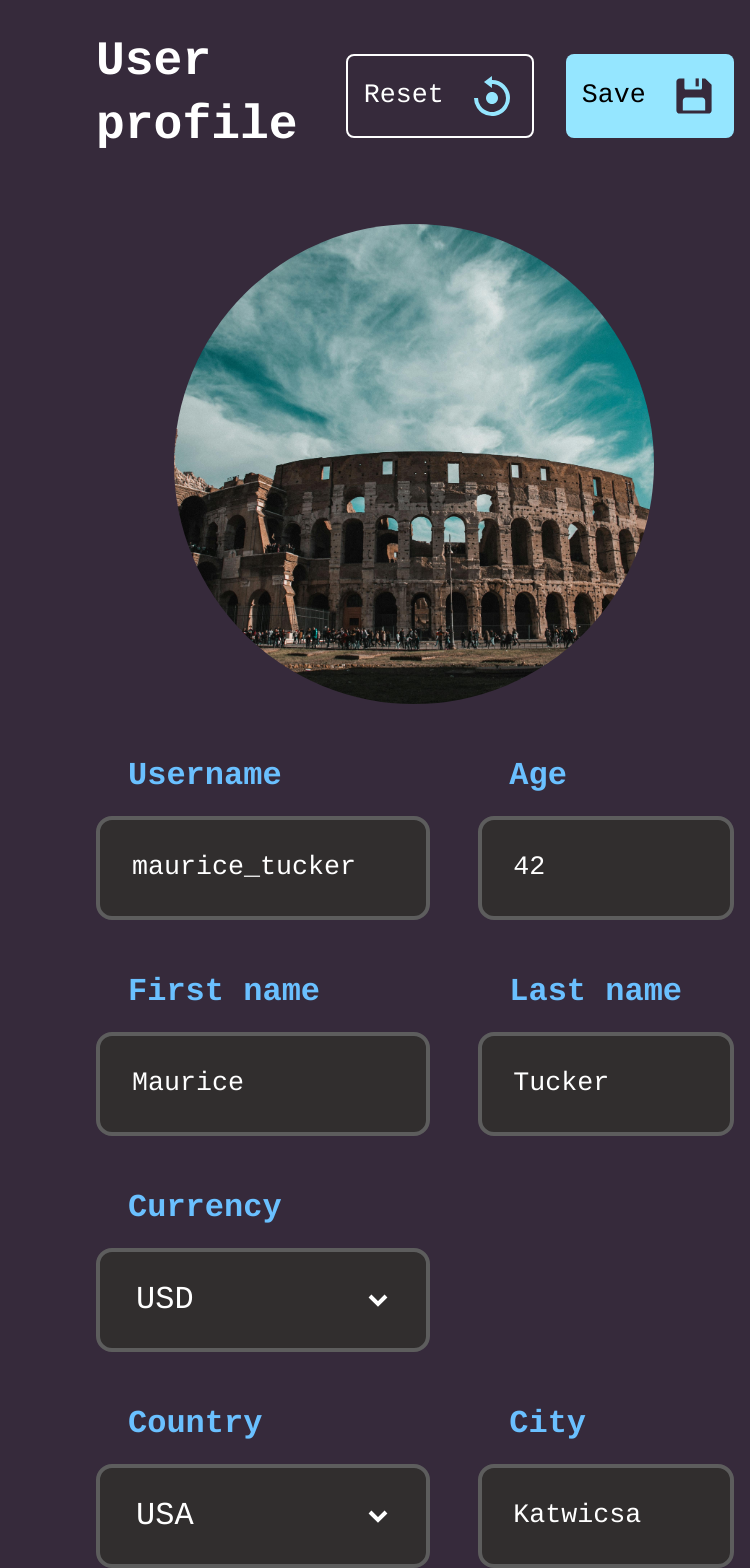 User
profile
Reset
Save
Username
Age
maurice_tucker
42
First name
Last name
Maurice
Tucker
Currency
USD
Country
City
USA
Katwicsa